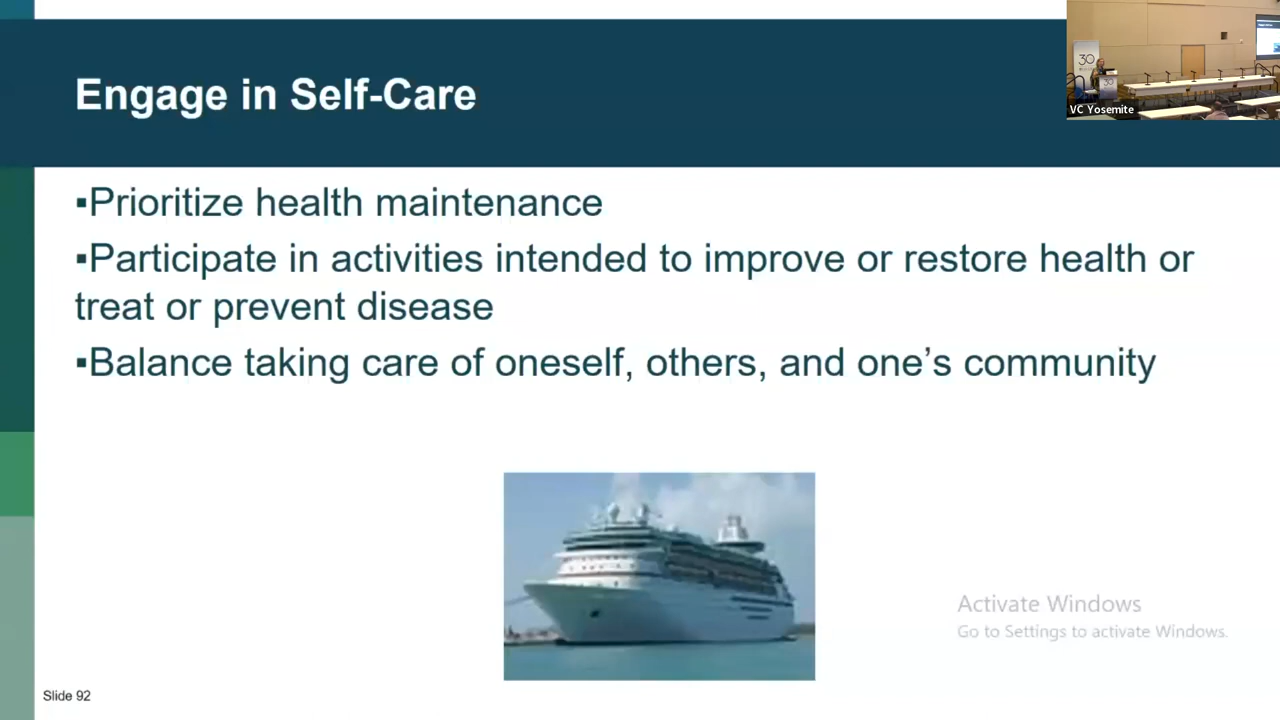 Engage in Self-Care
30
30
VC Yosemite
▪Prioritize health maintenance
▪Participate in activities intended to improve or restore health or
treat or prevent disease
▪Balance taking care of oneself, others, and one’s community
Activate Windows
Go to Settings to activate Windows.
Slide 92